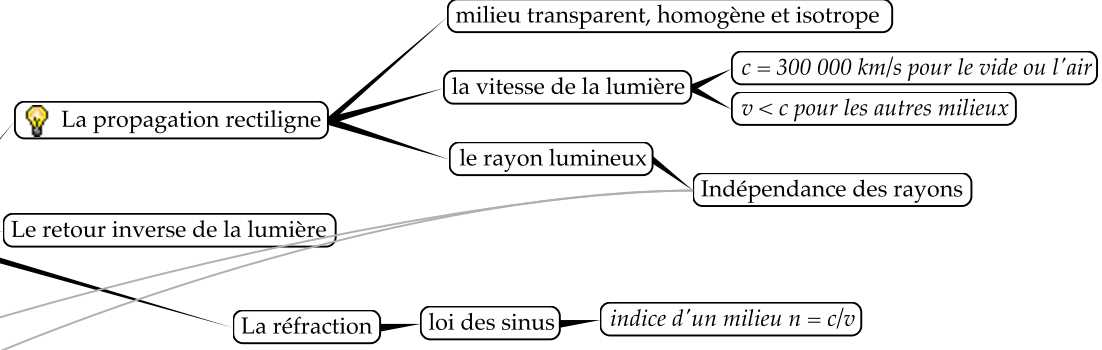 milieu transparent, homogène et isotrope
la vitesse de la lumière
c = 300 000 km/s pour le vide ou l'air
v < c pour les autres milieux
La propagation rectiligne
le rayon lumineux
Indépendance des rayons
Le retour inverse de la lumière
La réfraction
loi des sinus
indice d'un milieu n = c/v